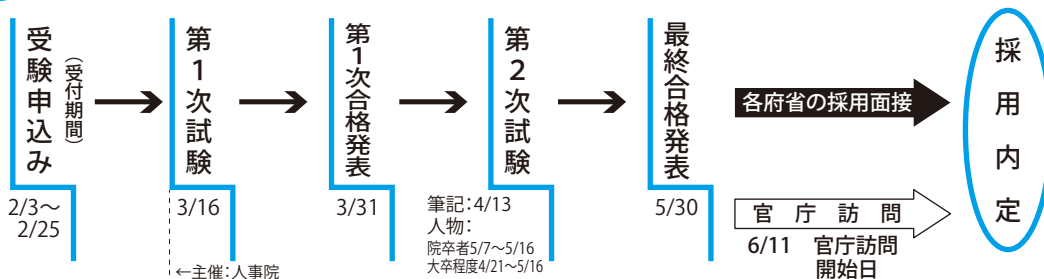 受験申込み
(受付期間)
2/3～
2/25
第1次試験
3/16
←主催:人事院
第1次合格発表
3/31
第2次試験
筆記:4/13
人物:
院卒者5/7～5/16
大卒程度4/21～5/16
最終合格発表
5/30
各府省の採用面接
官庁訪問
6/11 官庁訪問
開始日
採用内定